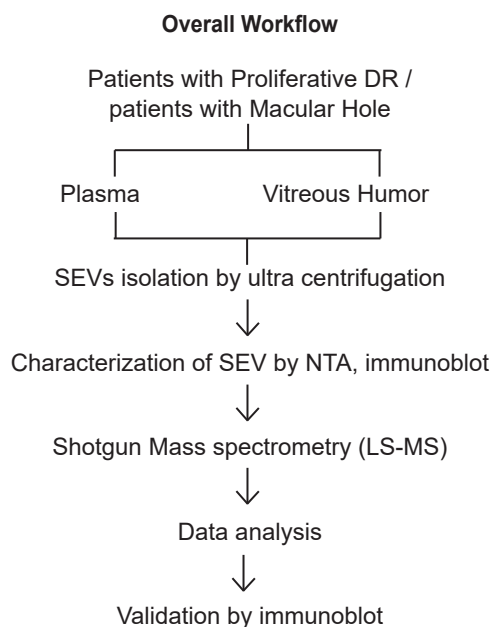 Overall Workflow
Patients with Proliferative DR /
patients with Macular Hole
Plasma
Vitreous Humor
SEVs isolation by ultra centrifugation
Characterization of SEV by NTA, immunoblot
Shotgun Mass spectrometry (LS-MS)
Data analysis
Validation by immunoblot